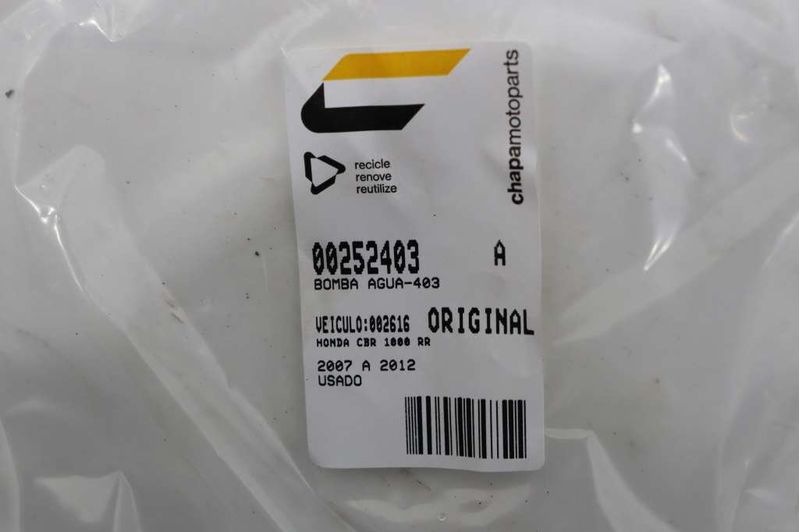 chapamotoparts
recicle
renove
reutilize
00252403 A
BOMBA AGUA-403
VEICULO:002616 ORIGINAL
HONDA CBR 1000 RR
2007 A 2012
USADO